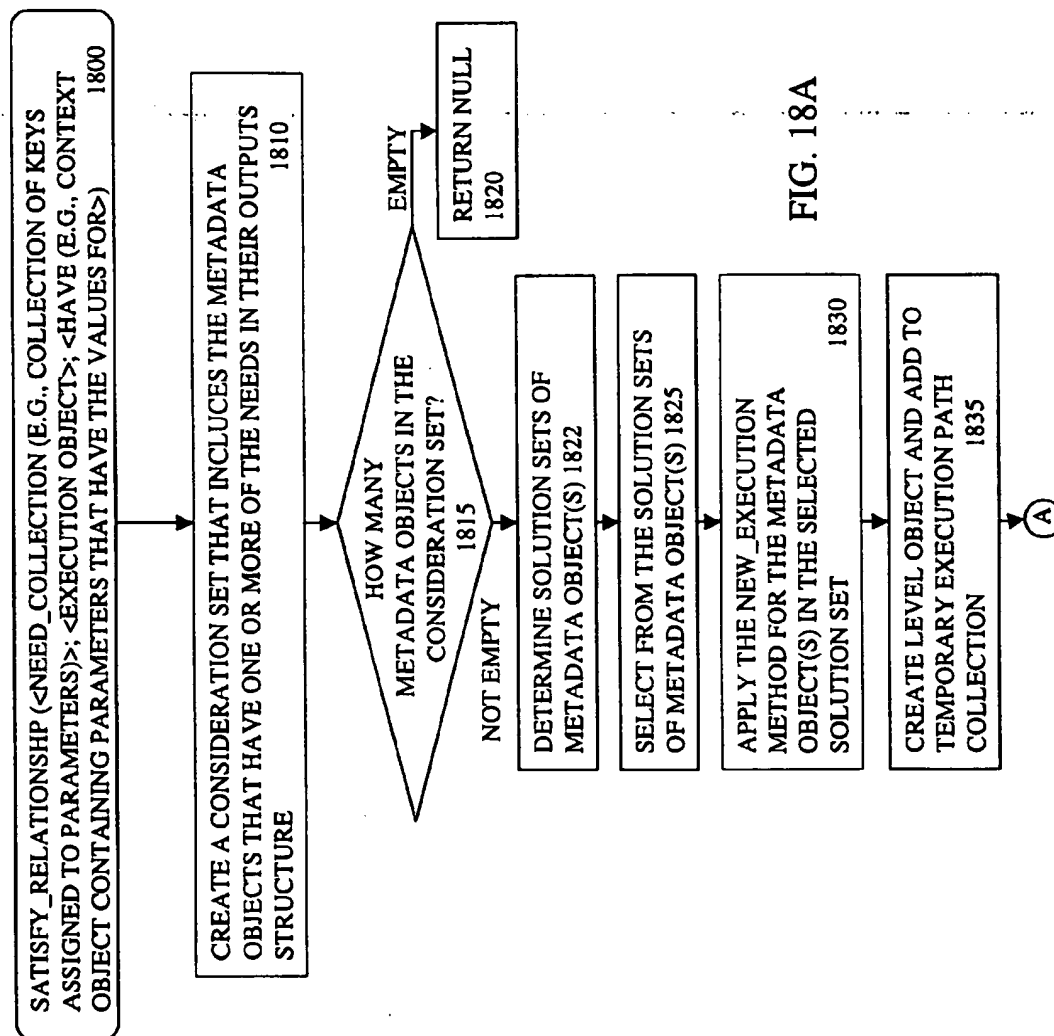 SATISFY_RELATIONSHP (<NEED_COLLECTION (E.G., COLLECTION OF KEYS
ASSIGNED TO PARAMETERS)>; <EXECUTION OBJECT>; <HAVE (E.G., CONTEXT
OBJECT CONTAINING PARAMETERS THAT HAVE THE VALUES FOR>)
1800
CREATE A CONSIDERATION SET THAT INCLUCES THE METADATA
OBJECTS THAT HAVE ONE OR MORE OF THE NEEDS IN THEIR OUTPUTS
STRUCTURE
1810
HOW MANY
METADATA OBJECTS IN THE
CONSIDERATION SET?
1815
EMPTY
RETURN NULL
1820
NOT EMPTY
DETERMINE SOLUTION SETS OF
METADATA OBJECT(S) 1822
SELECT FROM THE SOLUTION SETS
OF METADATA OBJECT(S) 1825
APPLY THE NEW_EXECUTION
METHOD FOR THE METADATA
OBJECT(S) IN THE SELECTED
SOLUTION SET
1830
CREATE LEVEL OBJECT AND ADD TO
TEMPORARY EXECUTION PATH
COLLECTION
1835
A
FIG. 18A